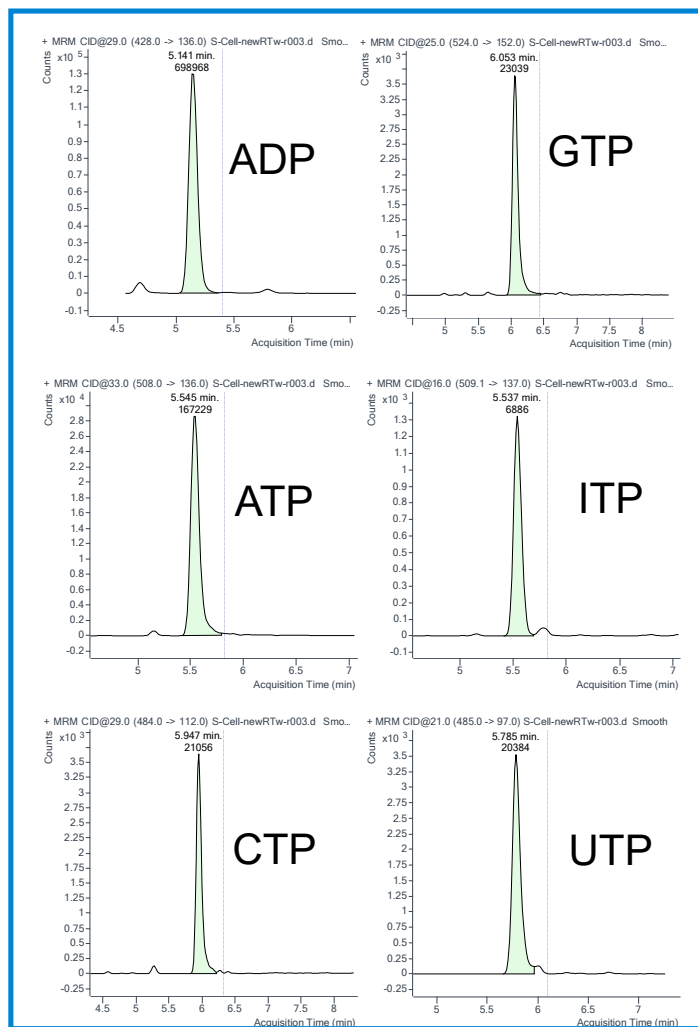 + MRM CID@29.0 (428.0 -> 136.0) S-Cell-newRTw-r003.d Smo...
x10 5
Counts
5.141 min.
698968
1.3
1.2
1.1
1
0.9
0.8
0.7
0.6
0.5
0.4
0.3
0.2
0.1
0
-0.1
ADP
4.5 5 5.5 6
Acquisition Time (min)
+ MRM CID@25.0 (524.0 -> 152.0) S-Cell-newRTw-r003.d Smo...
x10 3
Counts
6.053 min.
23039
3.5
3.25
3
2.75
2.5
2.25
2
1.75
1.5
1.25
1
0.75
0.5
0.25
0
-0.25
GTP
5 5.5 6 6.5 7 7.5 8
Acquisition Time (min)
+ MRM CID@33.0 (508.0 -> 136.0) S-Cell-newRTw-r003.d Smo...
x10 4
Counts
5.545 min.
167229
2.8
2.6
2.4
2.2
2
1.8
1.6
1.4
1.2
1
0.8
0.6
0.4
0.2
0
-0.2
ATP
5 5.5 6 6.5 7
Acquisition Time (min)
+ MRM CID@16.0 (509.1 -> 137.0) S-Cell-newRTw-r003.d Smo...
x10 3
Counts
5.537 min.
6886
1.3
1.2
1.1
1
0.9
0.8
0.7
0.6
0.5
0.4
0.3
0.2
0.1
0
-0.1
ITP
5 5.5 6 6.5 7
Acquisition Time (min)
+ MRM CID@29.0 (484.0 -> 112.0) S-Cell-newRTw-r003.d Smo...
x10 3
Counts
5.947 min.
21056
3.5
3.25
3
2.75
2.5
2.25
2
1.75
1.5
1.25
1
0.75
0.5
0.25
0
-0.25
CTP
4.5 5 5.5 6 6.5 7 7.5 8
Acquisition Time (min)
+ MRM CID@21.0 (485.0 -> 97.0) S-Cell-newRTw-r003.d Smooth
x10 3
Counts
5.785 min.
20384
3.5
3.25
3
2.75
2.5
2.25
2
1.75
1.5
1.25
1
0.75
0.5
0.25
0
-0.25
UTP
5 5.5 6 6.5 7
Acquisition Time (min)